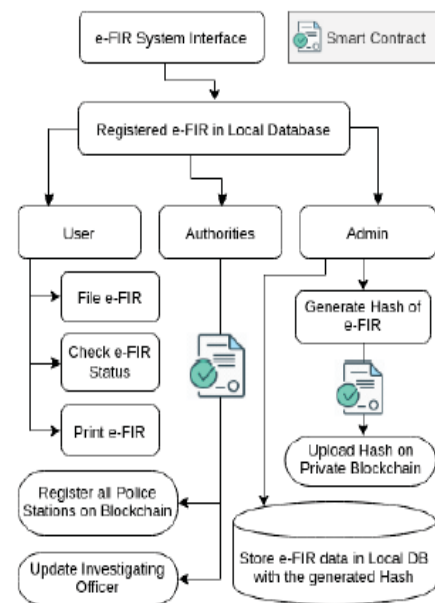 e-FIR System Interface
Smart Contract
Registered e-FIR in Local Database
User
Authorities
Admin
File e-FIR
Check e-FIR
Status
Print e-FIR
Generate Hash of
e-FIR
Upload Hash on
Private Blockchain
Register all Police
Stations on Blockchain
Update Investigating
Officer
Store e-FIR data in Local DB
with the generated Hash